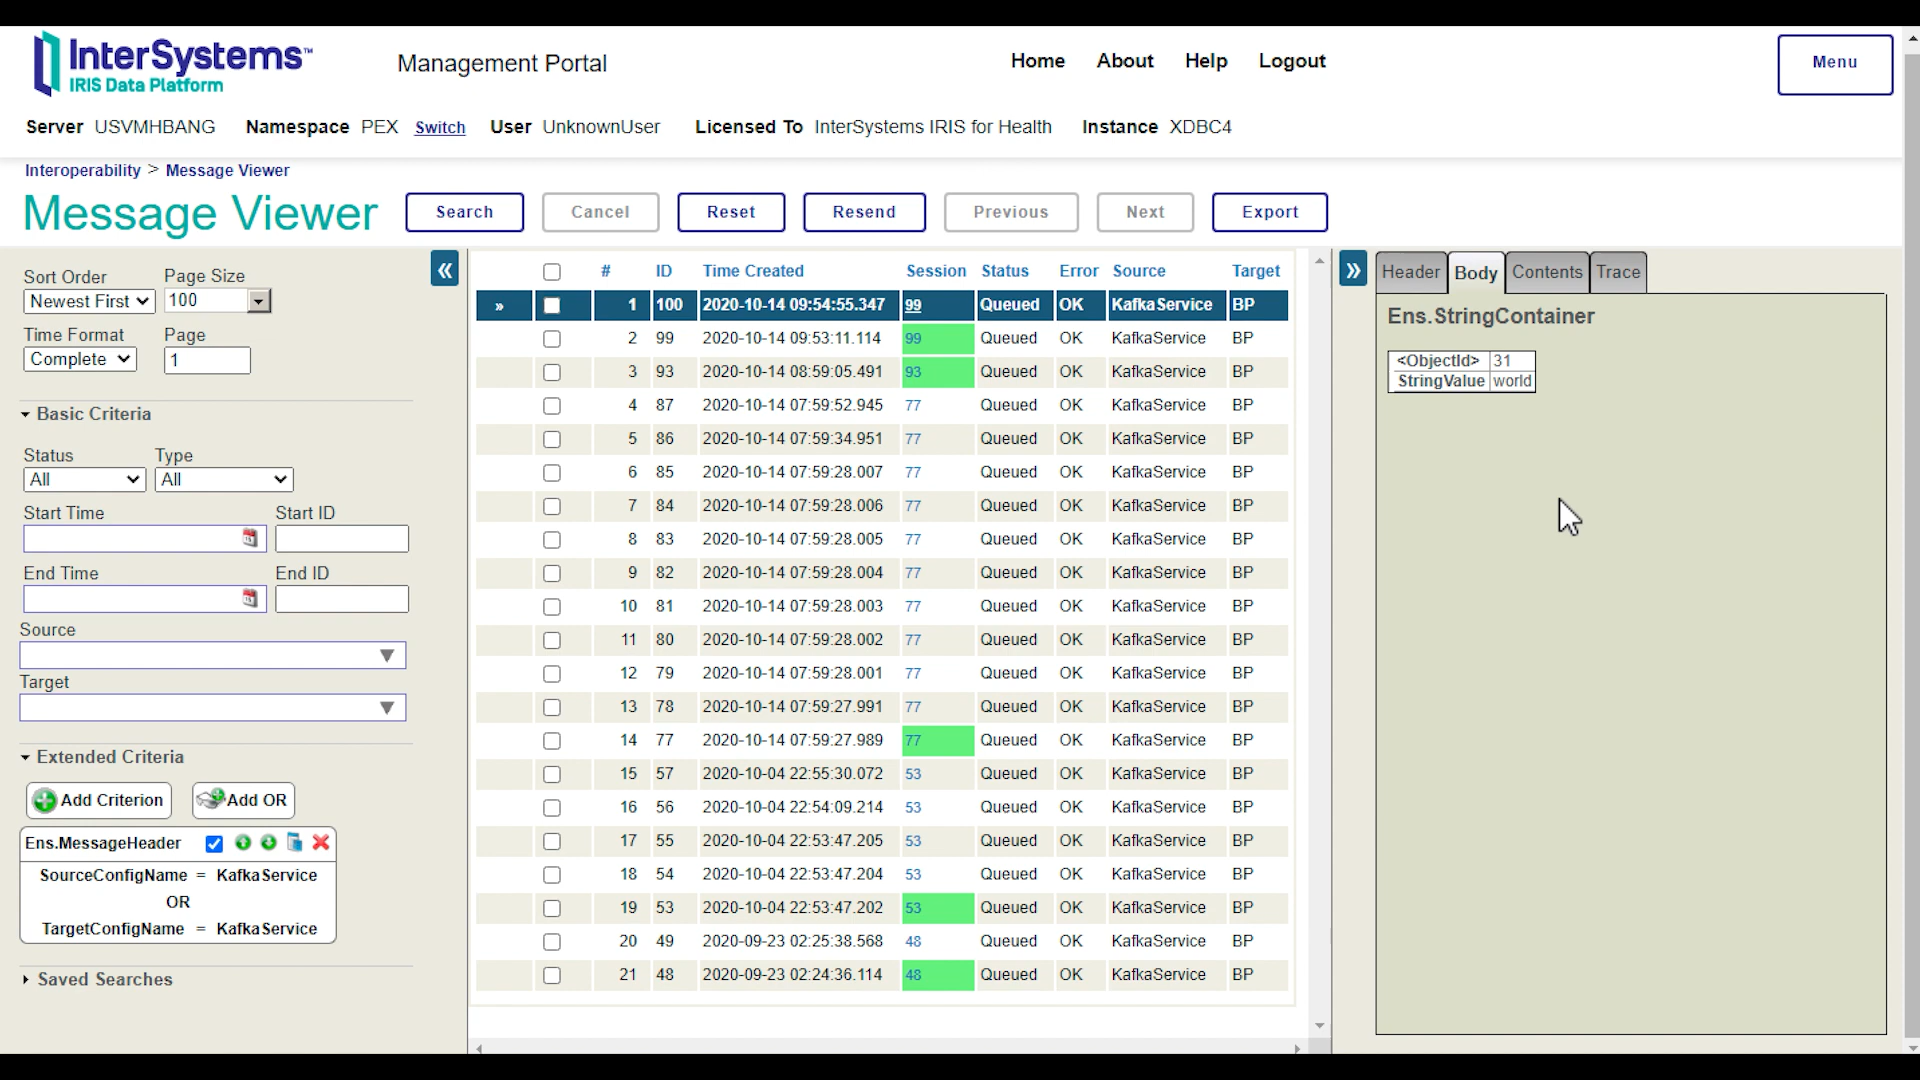 InterSystems™
IRIS Data Platform
Management Portal
Home About Help Logout
Menu
Server USVMHBANG Namespace PEX Switch User UnknownUser Licensed To InterSystems IRIS for Health Instance XDBC4
Interoperability > Message Viewer
Message Viewer
Search Cancel Reset Resend Previous Next Export
Sort Order Page Size
Newest First 100
Time Format Page
Complete 1
Basic Criteria
Status Type
All All
Start Time Start ID
End Time End ID
Source
Target
Extended Criteria
Add Criterion Add OR
Ens.MessageHeader
SourceConfigName = KafkaService
OR
TargetConfigName = KafkaService
Saved Searches
# ID Time Created Session Status Error Source Target
» 1 100 2020-10-14 09:54:55.347 99 Queued OK KafkaService BP
2 99 2020-10-14 09:53:11.114 99 Queued OK KafkaService BP
3 93 2020-10-14 08:59:05.491 93 Queued OK KafkaService BP
4 87 2020-10-14 07:59:52.945 77 Queued OK KafkaService BP
5 86 2020-10-14 07:59:34.951 77 Queued OK KafkaService BP
6 85 2020-10-14 07:59:28.007 77 Queued OK KafkaService BP
7 84 2020-10-14 07:59:28.006 77 Queued OK KafkaService BP
8 83 2020-10-14 07:59:28.005 77 Queued OK KafkaService BP
9 82 2020-10-14 07:59:28.004 77 Queued OK KafkaService BP
10 81 2020-10-14 07:59:28.003 77 Queued OK KafkaService BP
11 80 2020-10-14 07:59:28.002 77 Queued OK KafkaService BP
12 79 2020-10-14 07:59:28.001 77 Queued OK KafkaService BP
13 78 2020-10-14 07:59:27.991 77 Queued OK KafkaService BP
14 77 2020-10-14 07:59:27.989 77 Queued OK KafkaService BP
15 57 2020-10-04 22:55:30.072 53 Queued OK KafkaService BP
16 56 2020-10-04 22:54:09.214 53 Queued OK KafkaService BP
17 55 2020-10-04 22:53:47.205 53 Queued OK KafkaService BP
18 54 2020-10-04 22:53:47.204 53 Queued OK KafkaService BP
19 53 2020-10-04 22:53:47.202 53 Queued OK KafkaService BP
20 49 2020-09-23 02:25:38.568 48 Queued OK KafkaService BP
21 48 2020-09-23 02:24:36.114 48 Queued OK KafkaService BP
Header Body Contents Trace
Ens.StringContainer
<ObjectId> 31
StringValue world